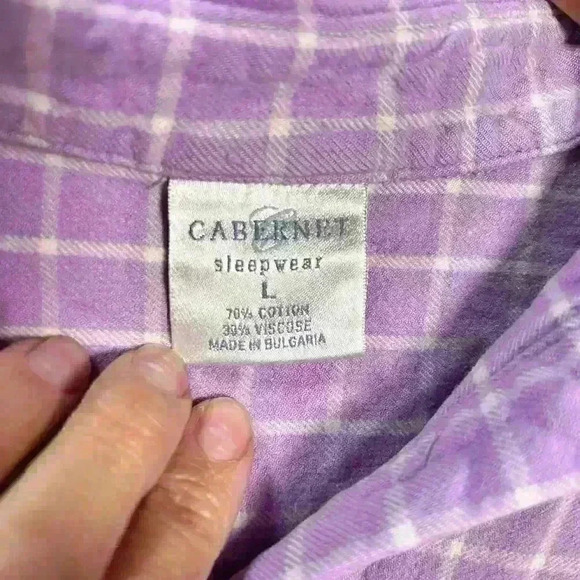 CABERNET
sleepwear
L
70% COTTON
30% VISCOSE
MADE IN BULGARIA